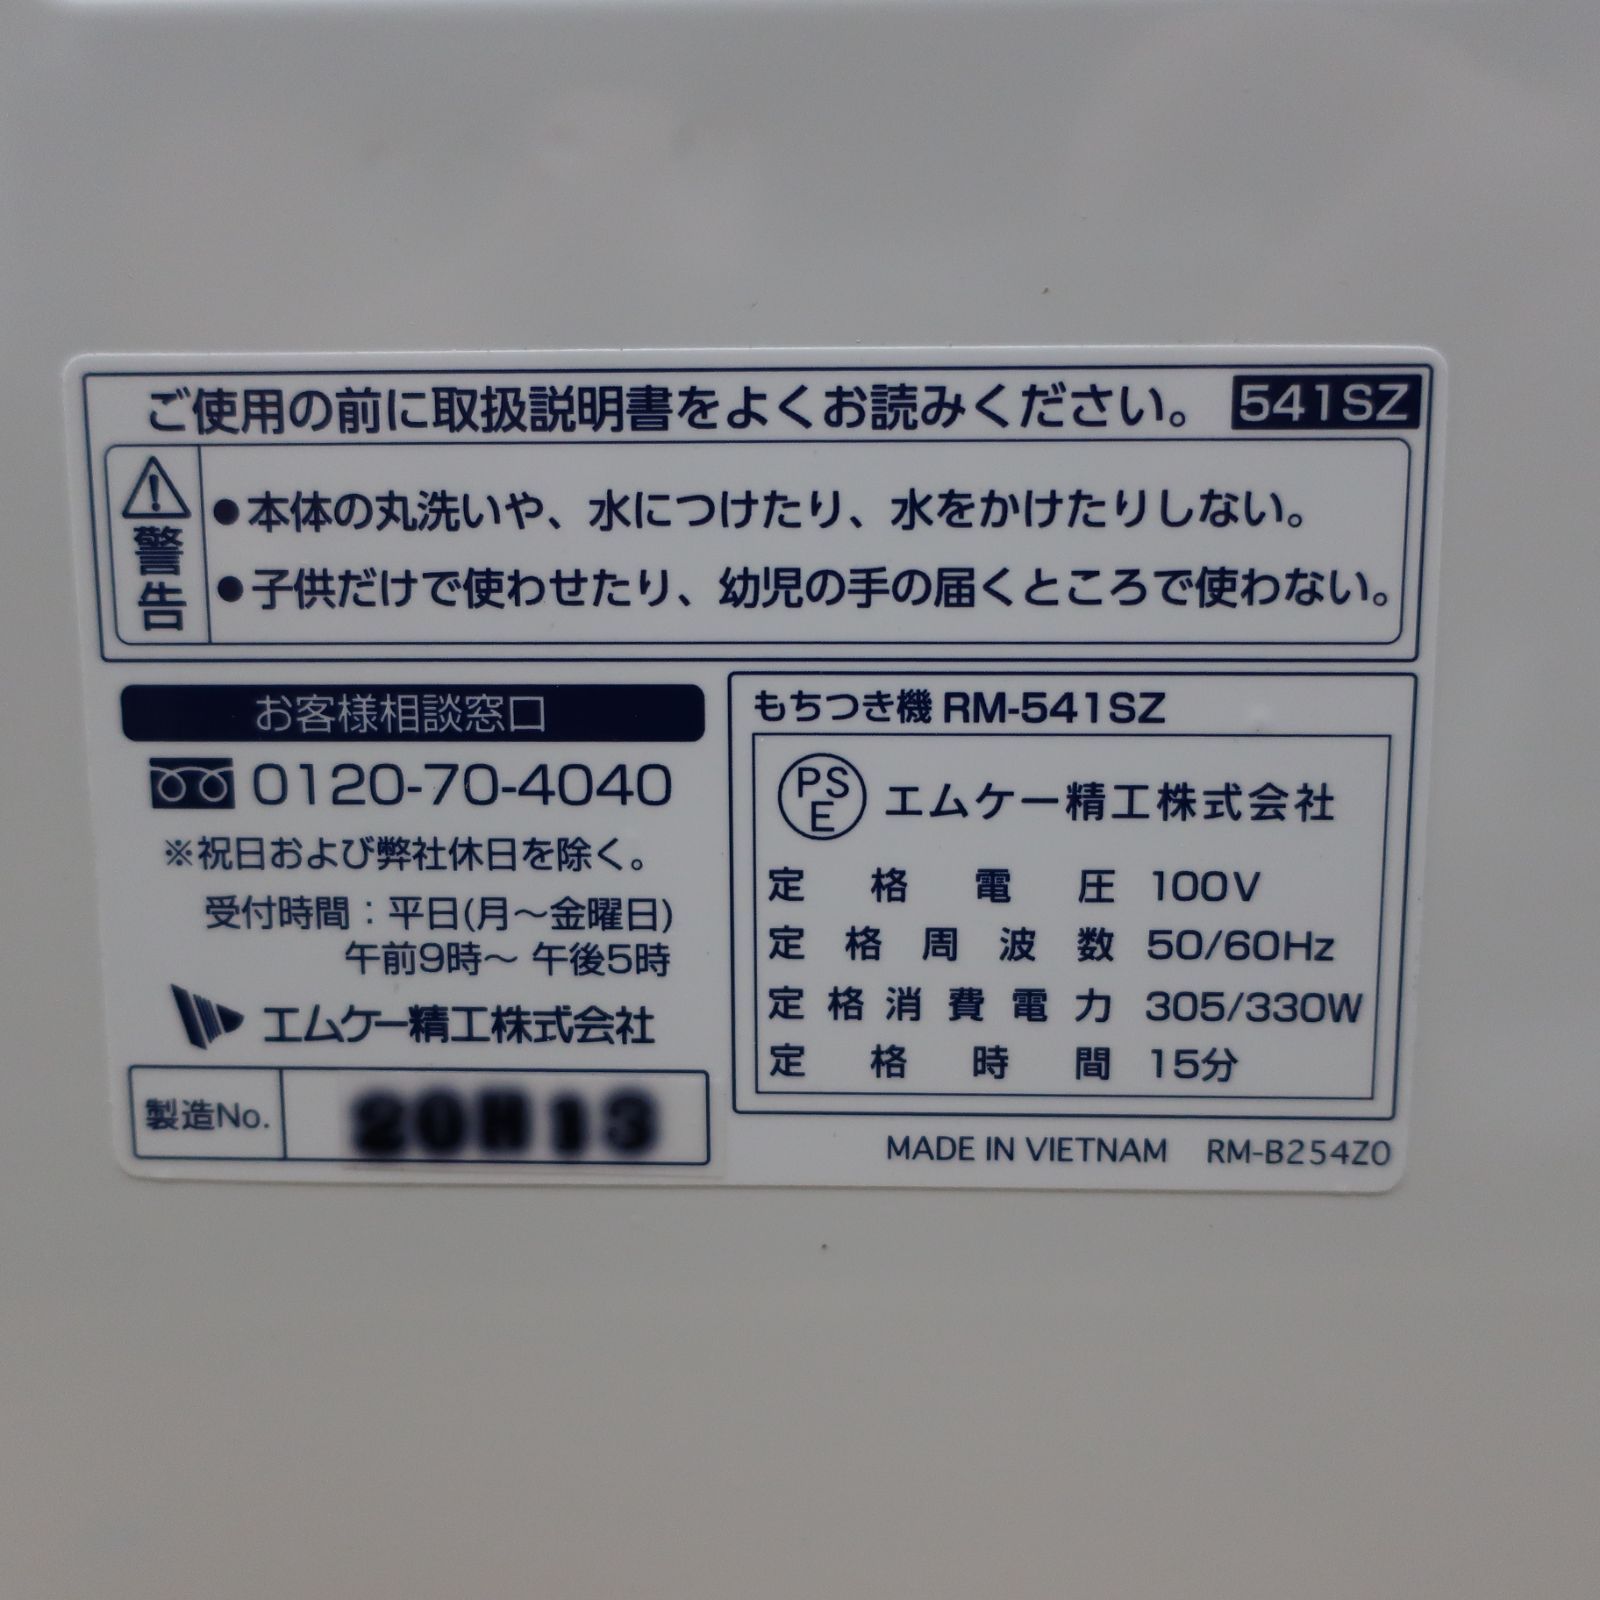 ご使用の前に取扱説明書をよくお読みください。 541SZ
警告
●本体の丸洗いや、水につけたり、水をかけたりしない。
●子供だけで使わせたり、幼児の手の届くところで使わない。
お客様相談窓口
0120-70-4040
※祝日および弊社休日を除く。
受付時間：平日(月～金曜日)
午前9時～午後5時
エムケー精工株式会社
製造No. 20H13
もちつき機 RM-541SZ
PSE エムケー精工株式会社
定格電圧 100V
定格周波数 50/60Hz
定格消費電力 305/330W
定格時間 15分
MADE IN VIETNAM RM-B254Z0